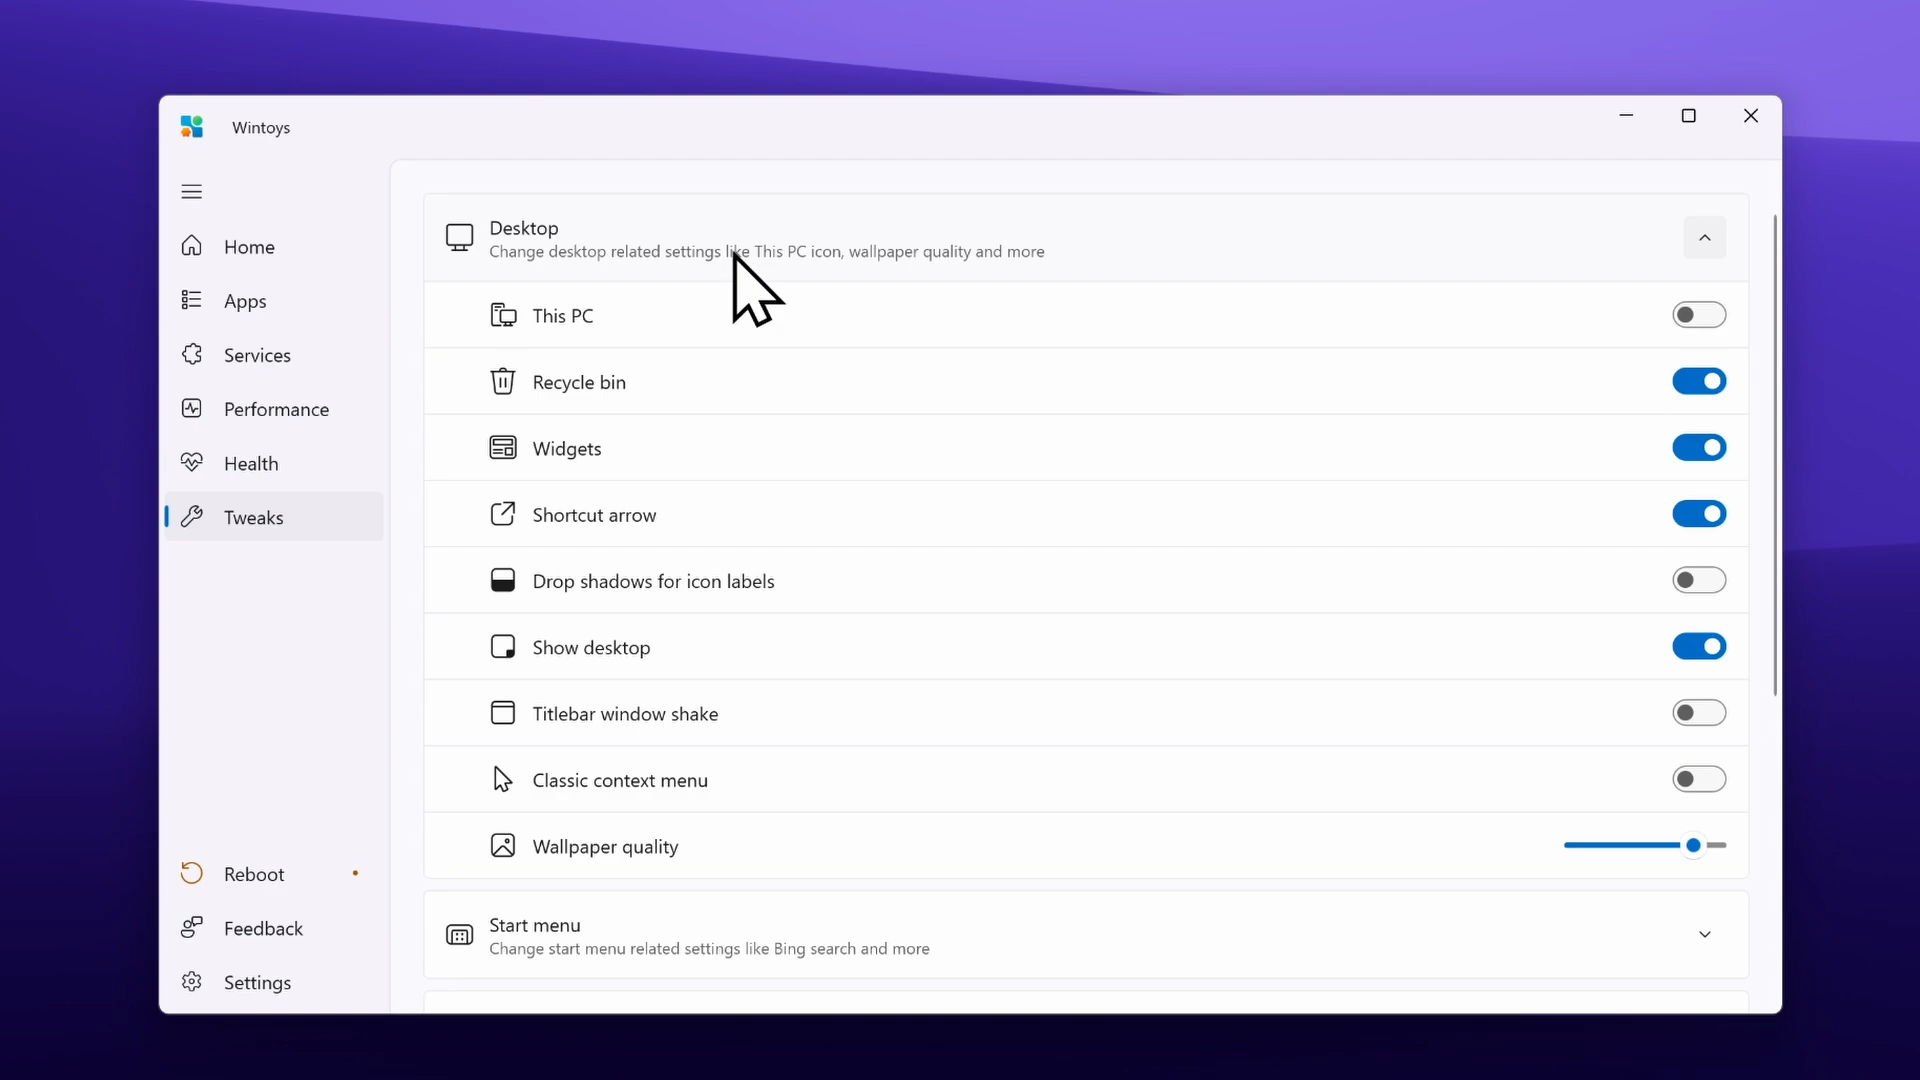 Wintoys
Home
Apps
Services
Performance
Health
Tweaks
Reboot
Feedback
Settings
Desktop
Change desktop related settings like This PC icon, wallpaper quality and more
This PC
Recycle bin
Widgets
Shortcut arrow
Drop shadows for icon labels
Show desktop
Titlebar window shake
Classic context menu
Wallpaper quality
Start menu
Change start menu related settings like Bing search and more